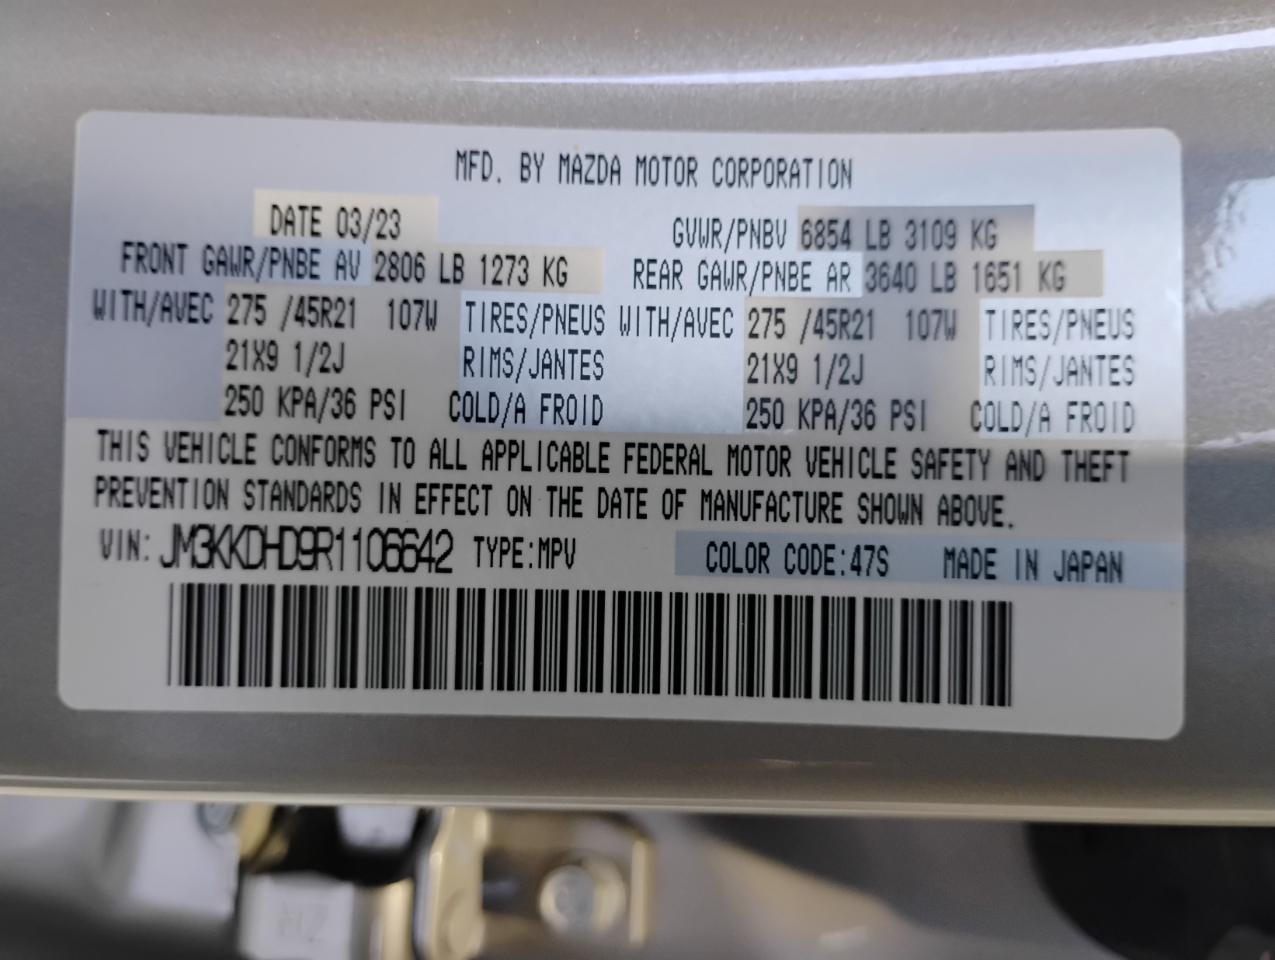 MFD. BY MAZDA MOTOR CORPORATION
DATE 03/23 GVWR/PNBV 6854 LB 3109 KG
FRONT GAWR/PNBE AV 2806 LB 1273 KG REAR GAWR/PNBE AR 3640 LB 1651 KG
WITH/AVEC 275 /45R21 107W TIRES/PNEUS WITH/AVEC 275 /45R21 107W TIRES/PNEUS
21X9 1/2J RIMS/JANTES 21X9 1/2J RIMS/JANTES
250 KPA/36 PSI COLD/A FROID 250 KPA/36 PSI COLD/A FROID
THIS VEHICLE CONFORMS TO ALL APPLICABLE FEDERAL MOTOR VEHICLE SAFETY AND THEFT
PREVENTION STANDARDS IN EFFECT ON THE DATE OF MANUFACTURE SHOWN ABOVE.
VIN: JM3KKDHD9R1106642 TYPE:MPV COLOR CODE:47S MADE IN JAPAN